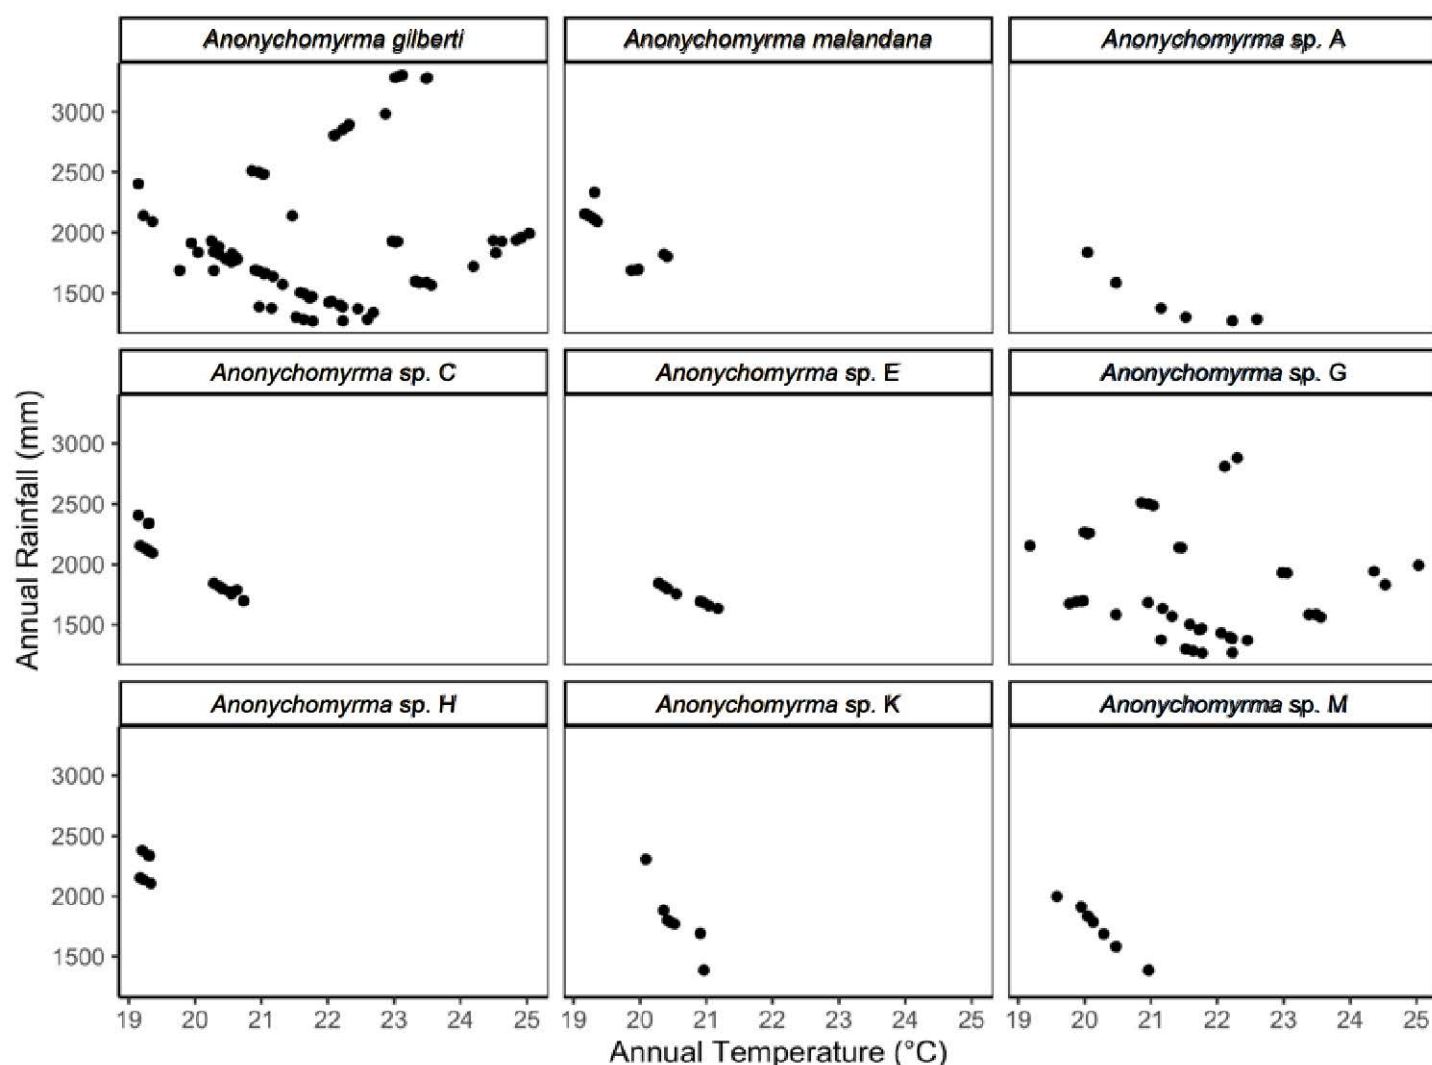 Anonychomyrma gilberti
Anonychomyrma malandana
Anonychomyrma sp. A
3000
2500
2000
1500
Anonychomyrma sp. C
Anonychomyrma sp. E
Anonychomyrma sp. G
Annual Rainfall (mm)
3000
2500
2000
1500
Anonychomyrma sp. H
Anonychomyrma sp. K
Anonychomyrma sp. M
3000
2500
2000
1500
19 20 21 22 23 24 25
19 20 21 22 23 24 25
19 20 21 22 23 24 25
Annual Temperature (°C)